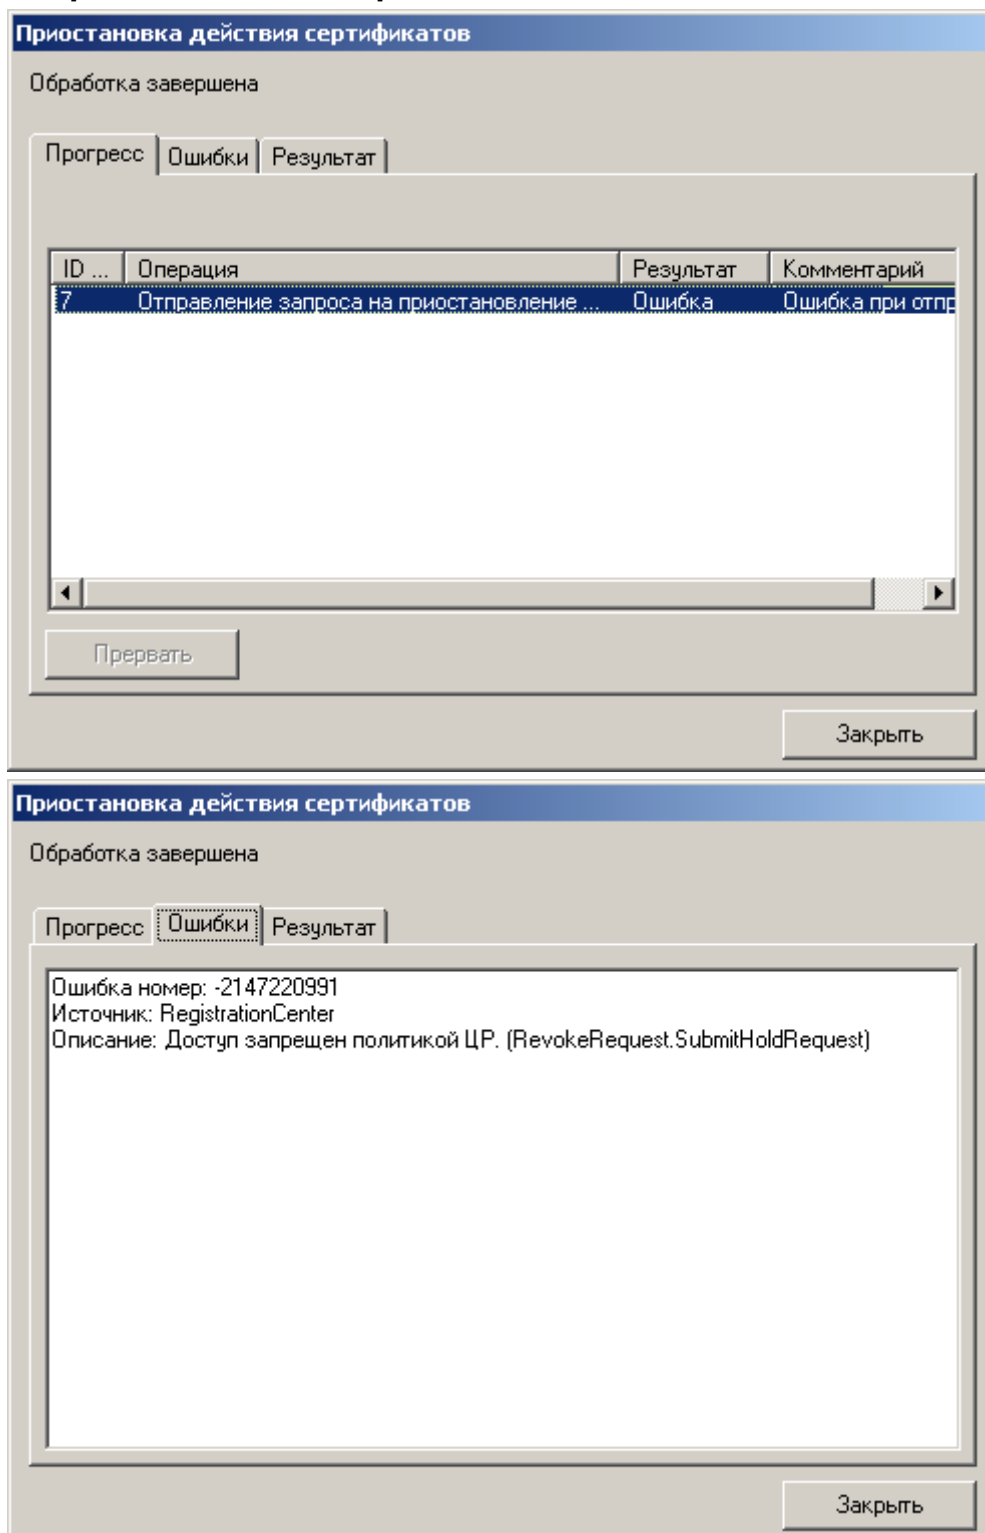 Приостановка действия сертификатов
Обработка завершена
Прогресс Ошибки Результат
ID ... Операция Результат Комментарий
7 Отправление запроса на приостановление ... Ошибка Ошибка при отпр
Прервать
Закрыть
Приостановка действия сертификатов
Обработка завершена
Прогресс Ошибки Результат
Ошибка номер: -2147220991
Источник: RegistrationCenter
Описание: Доступ запрещен политикой ЦР. (RevokeRequest.SubmitHoldRequest)
Закрыть